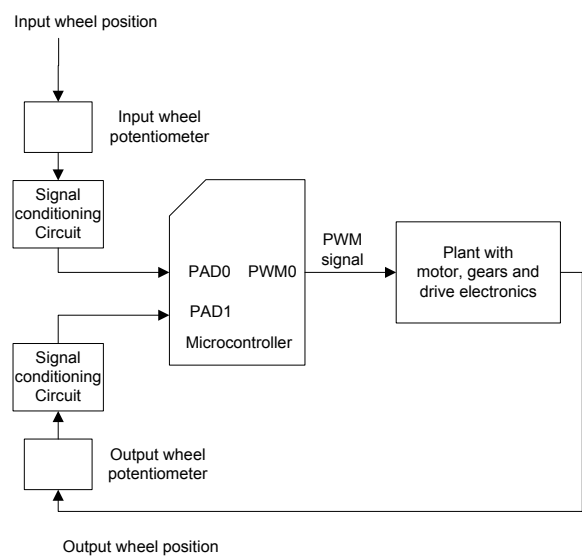 Input wheel position
Input wheel
potentiometer
Signal
conditioning
Circuit
PAD0 PWM0
PAD1
Microcontroller
PWM
signal
Plant with
motor, gears and
drive electronics
Signal
conditioning
Circuit
Output wheel
potentiometer
Output wheel position